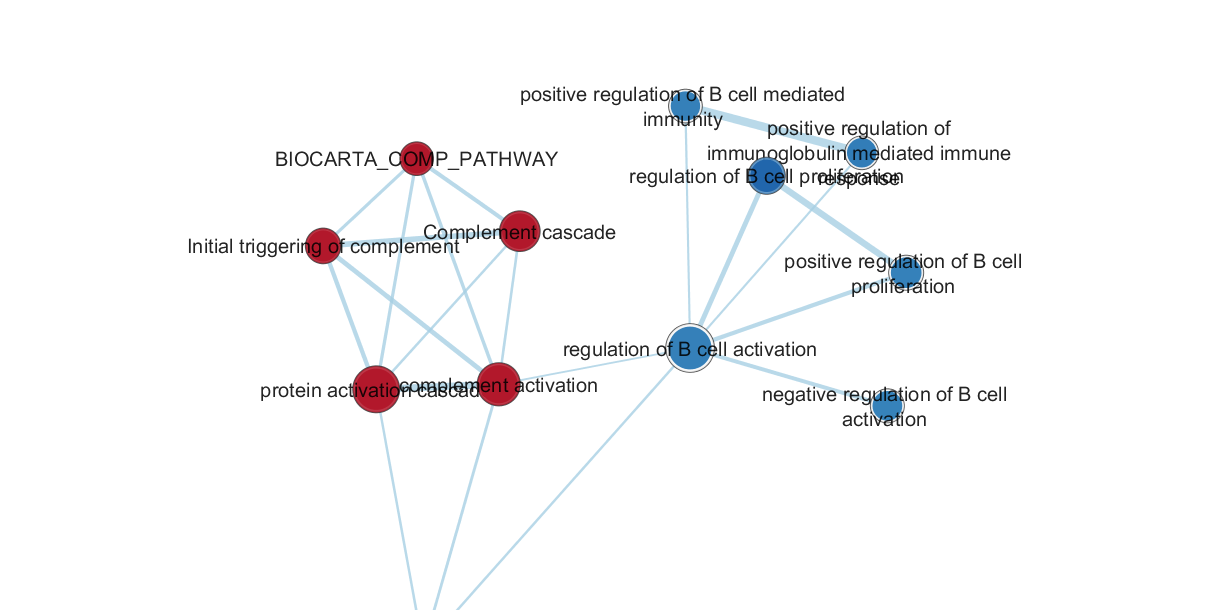 positive regulation of B cell mediated
immunity
positive regulation of
immunoglobulin mediated immune
response
BIOCARTA_COMP_PATHWAY
regulation of B cell proliferation
Complement cascade
Initial triggering of complement
positive regulation of B cell
proliferation
regulation of B cell activation
protein activation cascad
complement activation
negative regulation of B cell
activation